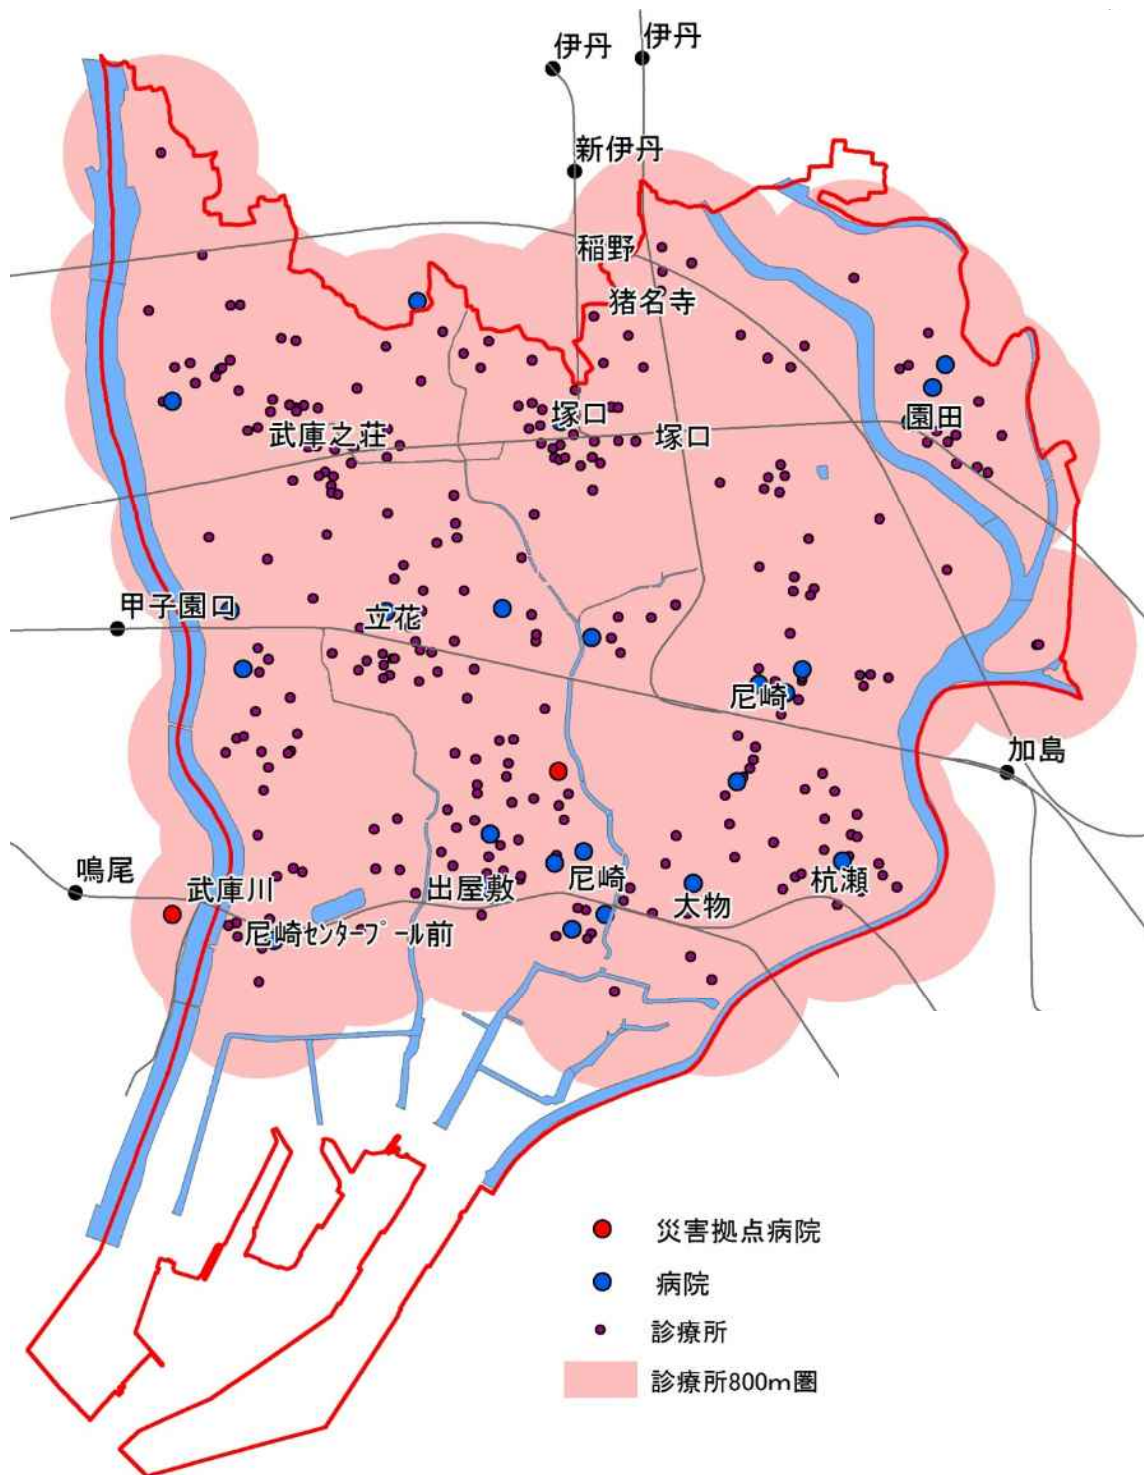 伊丹
伊丹
新伊丹
稲野
猪名寺
塚口
園田
武庫之荘
塚口
甲子園口
立花
尼崎
加島
鳴尾
武庫川
出屋敷
尼崎
大物
杭瀬
尼崎センタープール前
災害拠点病院
病院
診療所
診療所800m圏